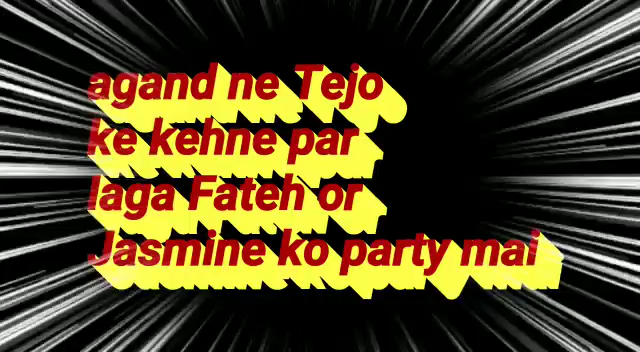 agand ne Tejo
ke kehne par
laga Fateh or
Jasmine ko party mai